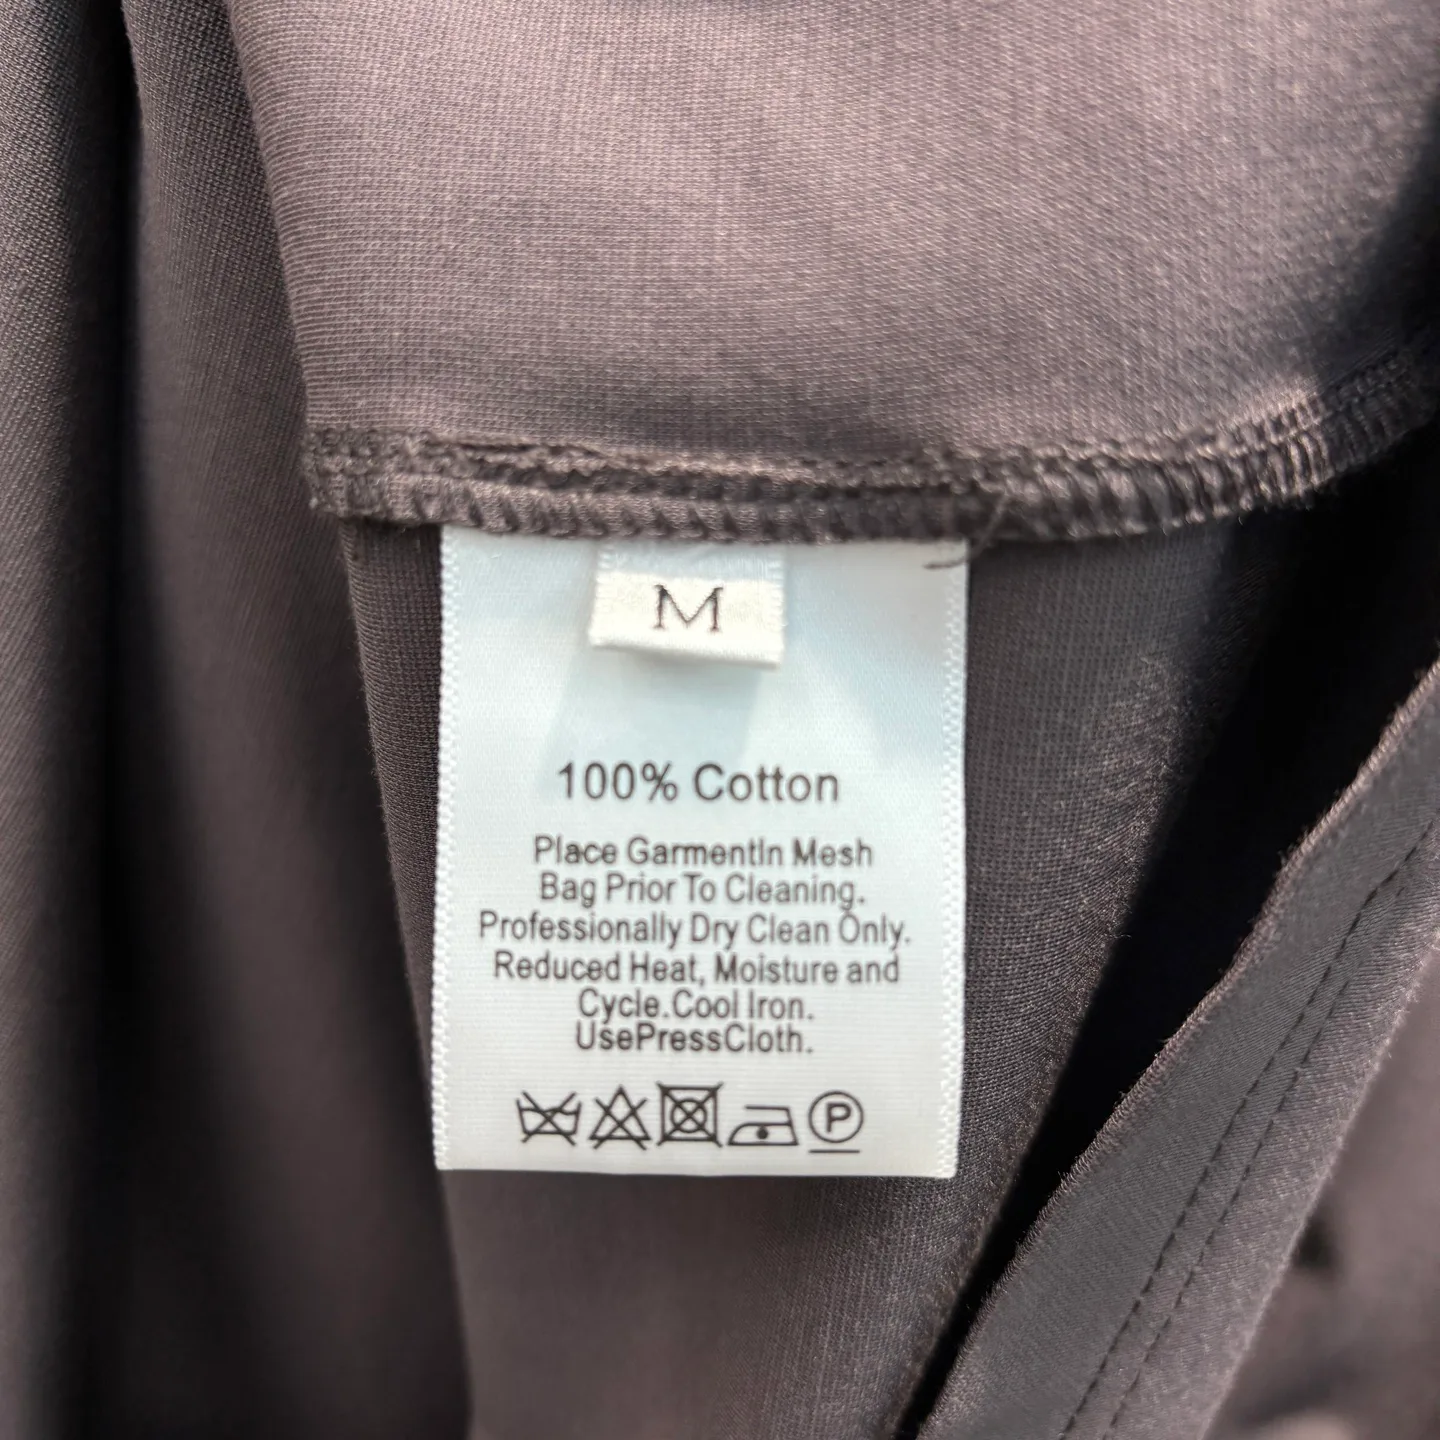 M
100% Cotton
Place GarmentIn Mesh
Bag Prior To Cleaning.
Professionally Dry Clean Only.
Reduced Heat, Moisture and
Cycle.Cool Iron.
UsePressCloth.
P